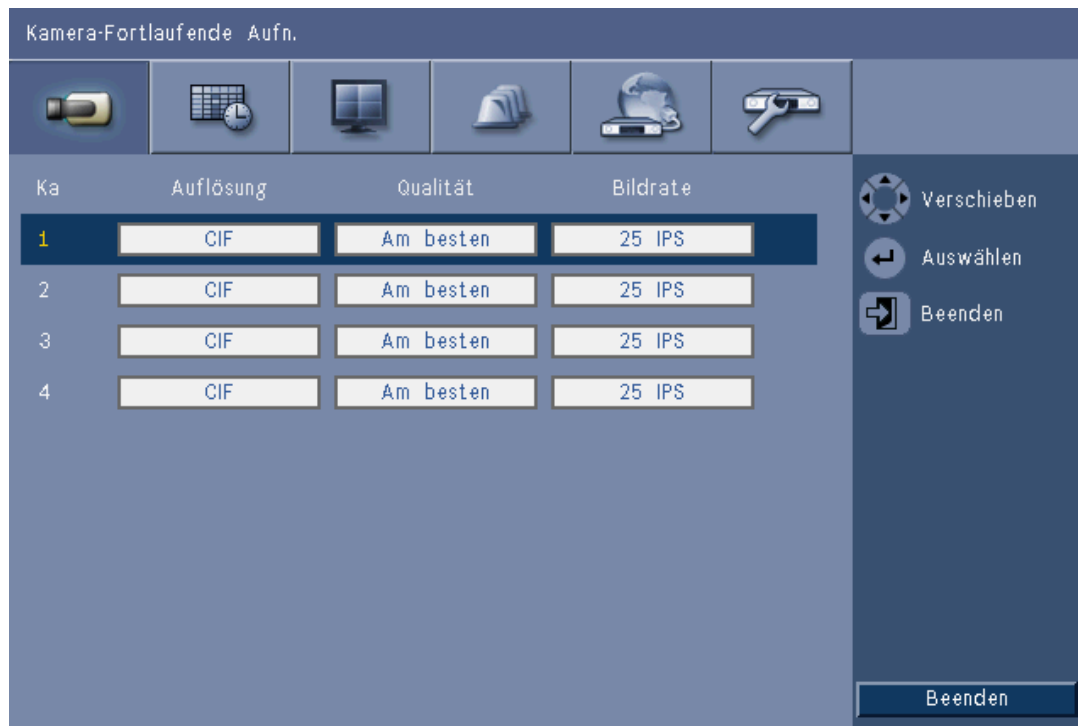 Kamera-Fortlaufende Aufn.
Ka Auflösung Qualität Bildrate
1 CIF Am besten 25 IPS
2 CIF Am besten 25 IPS
3 CIF Am besten 25 IPS
4 CIF Am besten 25 IPS
Verschieben
Auswählen
Beenden
Beenden